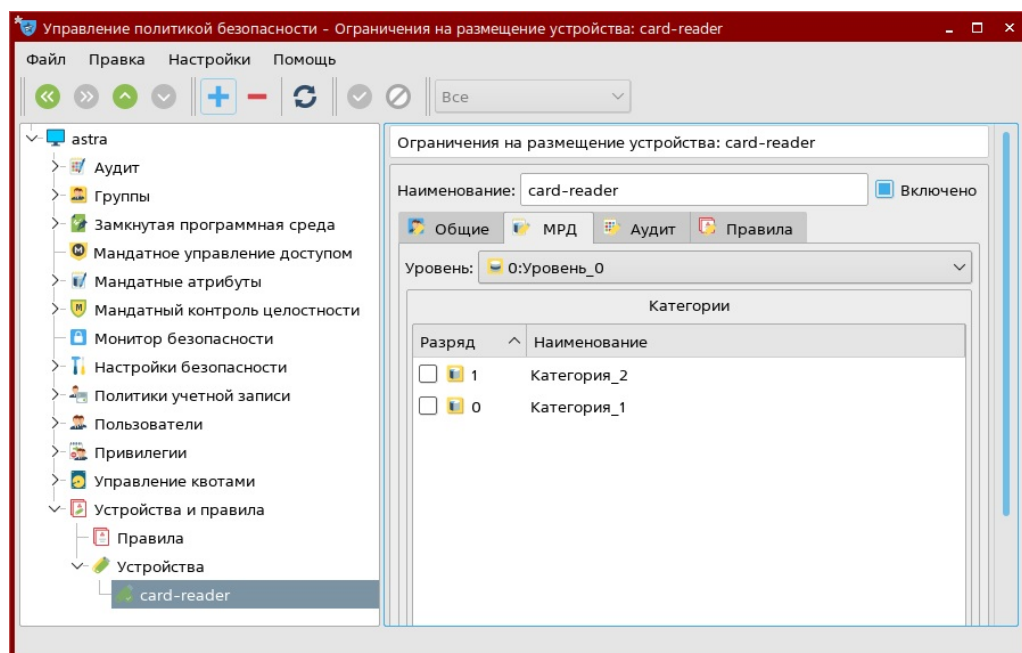 Управление политикой безопасности - Ограничения на размещение устройства: card-reader
Файл Правка Настройки Помощь
Все
astra
Аудит
Группы
Замкнутая программная среда
Мандатное управление доступом
Мандатные атрибуты
Мандатный контроль целостности
Монитор безопасности
Настройки безопасности
Политики учетной записи
Пользователи
Привилегии
Управление квотами
Устройства и правила
Правила
Устройства
card-reader
Ограничения на размещение устройства: card-reader
Наименование: card-reader Включено
Общие МРД Аудит Правила
Уровень: 0:Уровень_0
Категории
Разряд Наименование
1 Категория_2
0 Категория_1